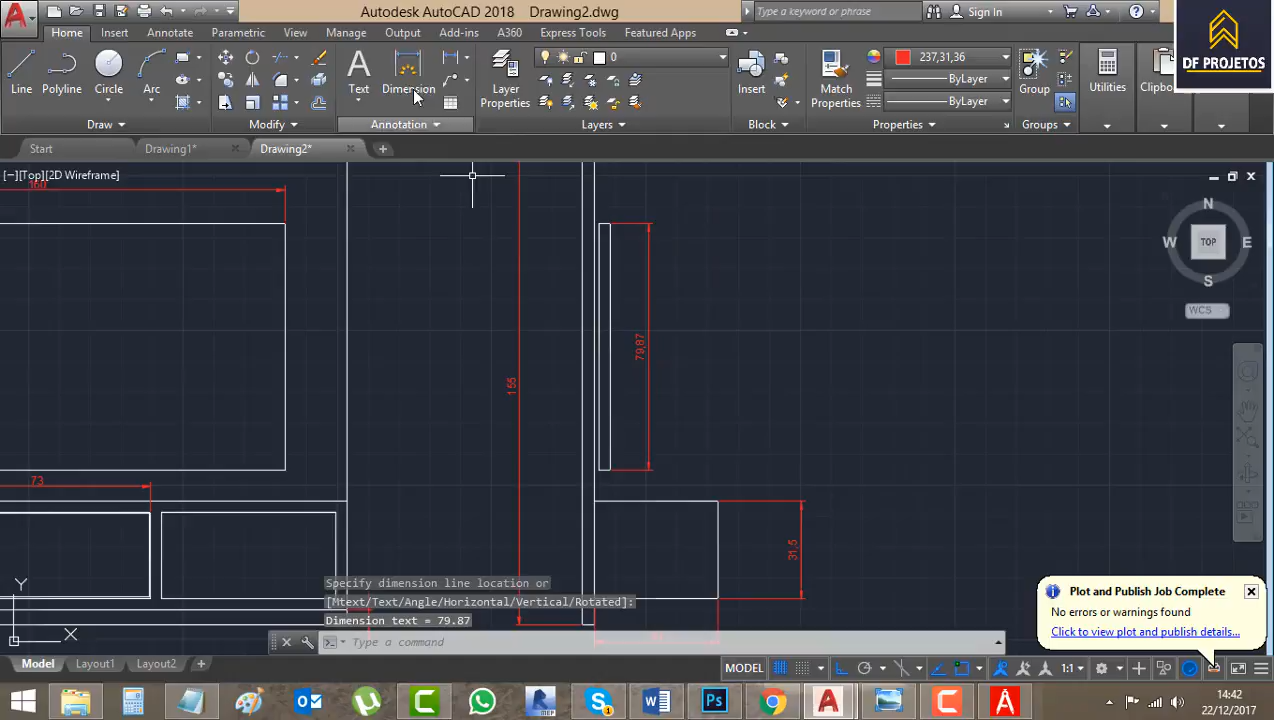 Autodesk AutoCAD 2018 Drawing2.dwg
Type a keyword or phrase
Sign In
Home Insert Annotate Parametric View Manage Output Add-ins A360 Express Tools Featured Apps
DF PROJETOS
0
237,31,36
ByLayer
ByLayer
Line Polyline Circle Arc
Text Dimension
Layer Properties
Insert
Match Properties
Group
Utilities
Clipb
Draw Modify Annotation Layers Block Properties Groups
Start Drawing1* Drawing2*
[−][Top][2D Wireframe]
160
N
W TOP E
S
WCS
79,87
155
73
31,5
Y
X
Specify dimension line location or
[Mtext/Text/Angle/Horizontal/Vertical/Rotated]:
Dimension text = 79.87
Type a command
Plot and Publish Job Complete
No errors or warnings found
Click to view plot and publish details...
Model Layout1 Layout2
MODEL
1:1
14:42
22/12/2017